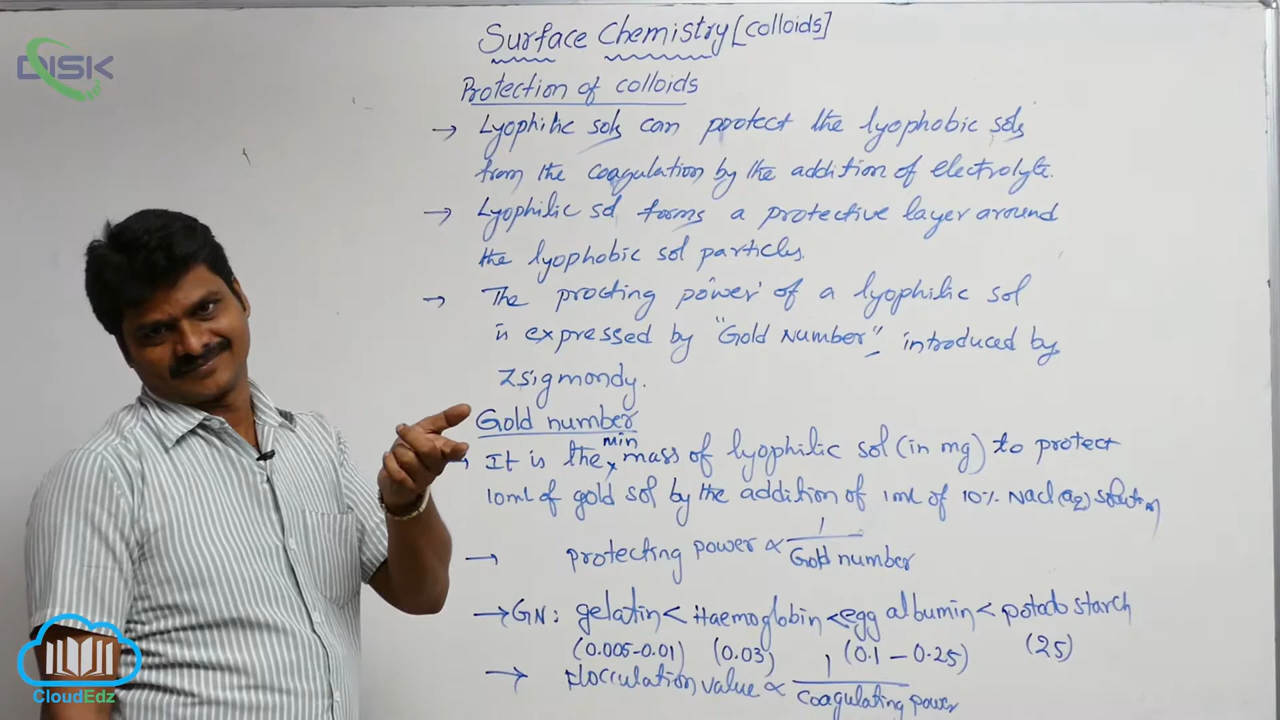 DISK
Surface Chemistry [colloids]
Protection of colloids
→ Lyophilic sols can protect the lyophobic sols
from the coagulation by the addition of electrolyte.
→ Lyophilic sol forms a protective layer around
the lyophobic sol particles.
→ The procting power of a lyophilic sol
is expressed by "Gold Number", introduced by
Zsigmondy.
Gold number
→ It is the min mass of lyophilic sol (in mg) to protect
10ml of gold sol by the addition of 1ml of 10% NaCl(aq) solution
→ protecting power ∝ 1/Gold number
→ GN: gelatin < Haemoglobin < egg albumin < potado starch
(0.005-0.01) (0.03) (0.1-0.25) (25)
→ Flocculation value ∝ 1/coagulating power
CloudEdz